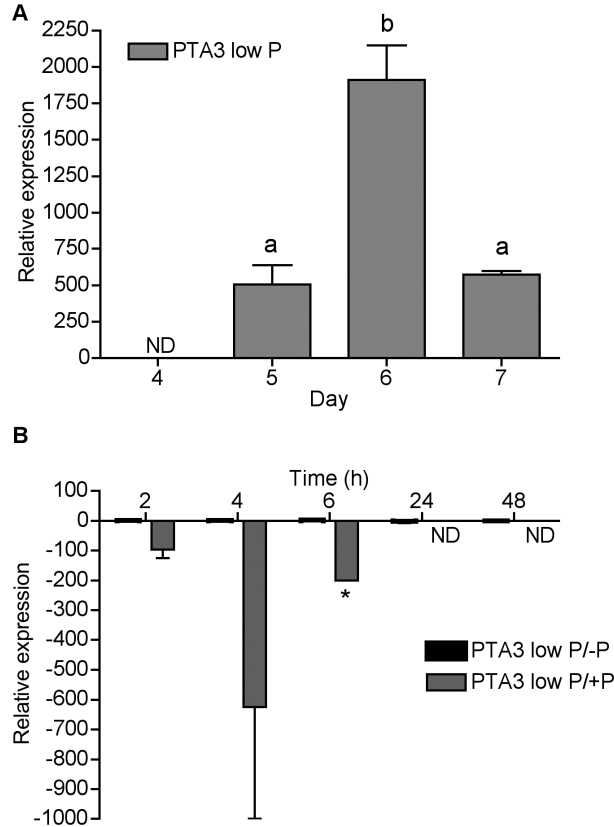 A
PTA3 low P
Relative expression
2250
2000
1750
1500
1250
1000
750
500
250
0
ND
a
b
a
4 5 6 7
Day
B
Time (h)
2 4 6 24 48
Relative expression
100
0
-100
-200
-300
-400
-500
-600
-700
-800
-900
-1000
ND ND
*
PTA3 low P/-P
PTA3 low P/+P